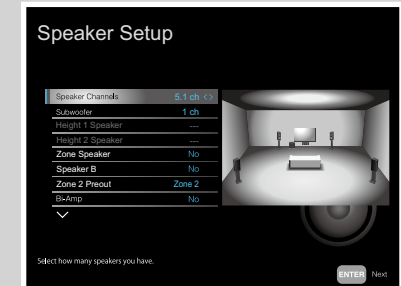 Speaker Setup
Speaker Channels 5.1 ch <>
Subwoofer 1 ch
Height 1 Speaker ---
Height 2 Speaker ---
Zone Speaker No
Speaker B No
Zone 2 Preout Zone 2
Bi-Amp No
Select how many speakers you have.
ENTER Next